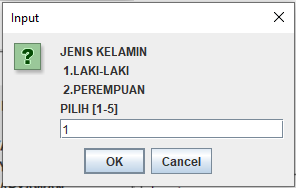 Input
JENIS KELAMIN
1.LAKI-LAKI
2.PEREMPUAN
PILIH [1-5]
1
OK Cancel